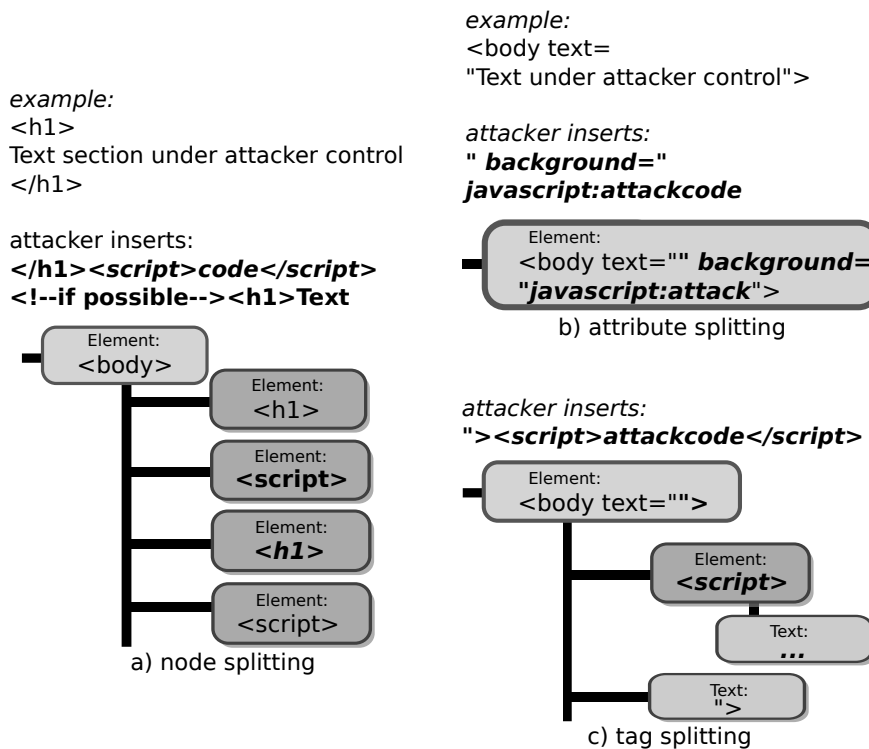 example:
<h1>
Text section under attacker control
</h1>
attacker inserts:
</h1><script>code</script>
<!--if possible--><h1>Text
Element:
<body>
Element:
<h1>
Element:
<script>
Element:
<h1>
Element:
<script>
a) node splitting
example:
<body text=
"Text under attacker control">
attacker inserts:
" background="
javascript:attackcode
Element:
<body text="" background=
"javascript:attack">
b) attribute splitting
attacker inserts:
"><script>attackcode</script>
Element:
<body text="">
Element:
<script>
Text:
...
Text:
">
c) tag splitting